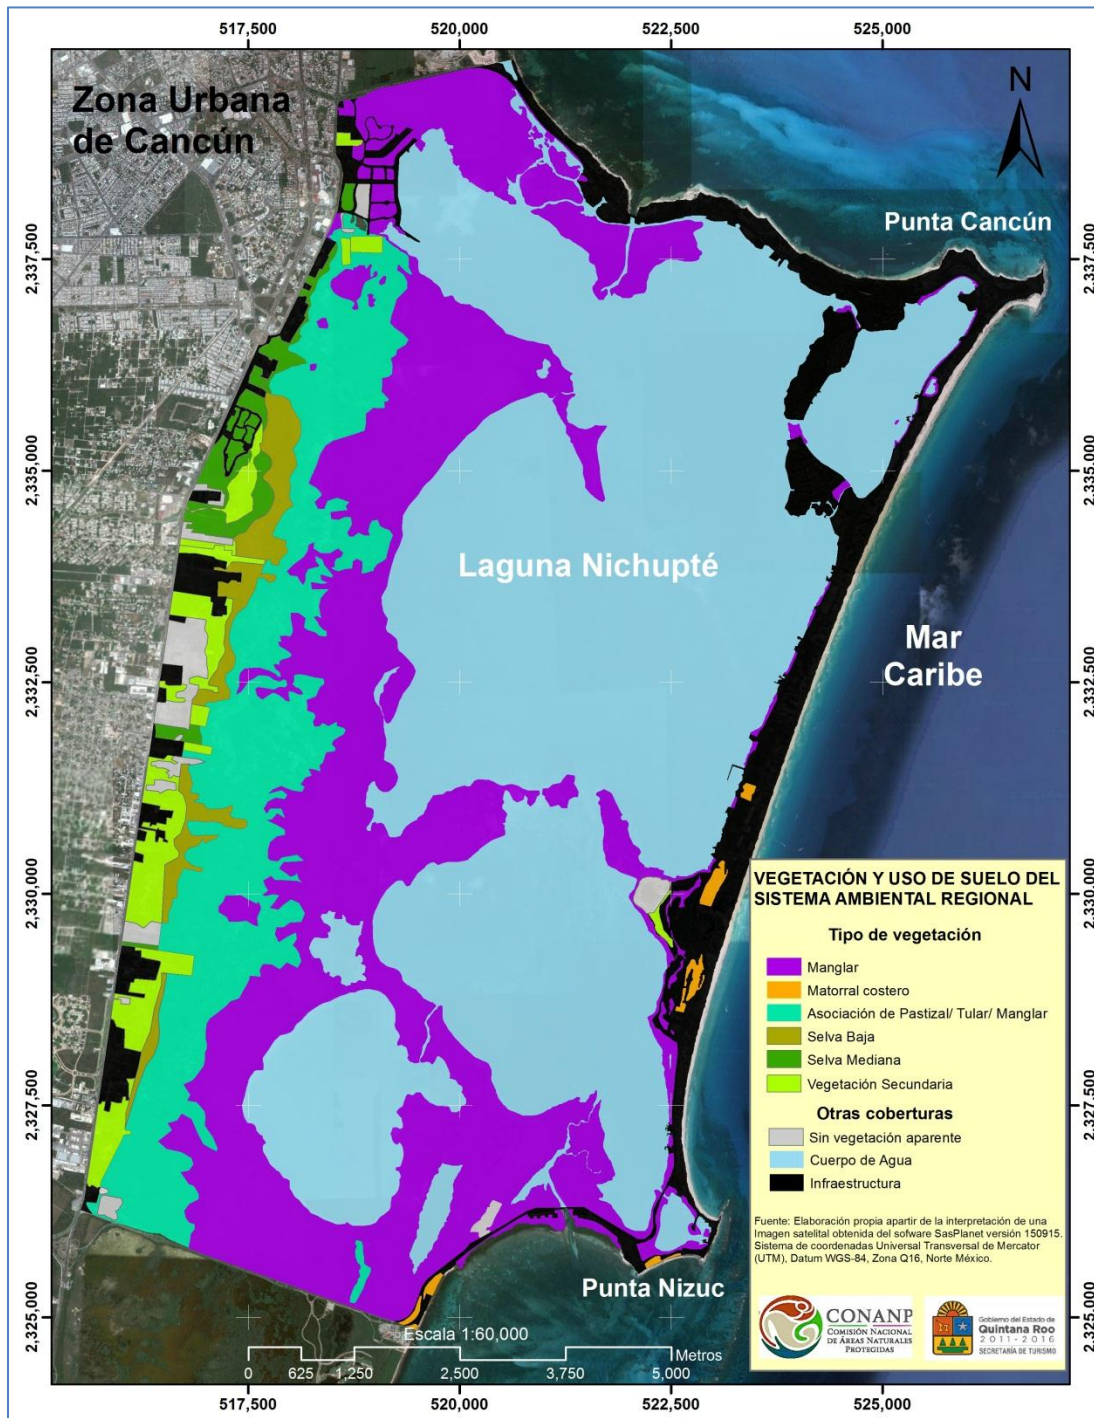 517,500 520,000 522,500 525,000
Zona Urbana
de Cancún
N
Punta Cancún
2,337,500 2,337,500
2,335,000 2,335,000
Laguna Nichupté
Mar
Caribe
2,332,500 2,332,500
2,330,000 2,330,000
VEGETACIÓN Y USO DE SUELO DEL
SISTEMA AMBIENTAL REGIONAL
Tipo de vegetación
Manglar
Matorral costero
Asociación de Pastizal/ Tular/ Manglar
Selva Baja
Selva Mediana
Vegetación Secundaria
Otras coberturas
Sin vegetación aparente
Cuerpo de Agua
Infraestructura
2,327,500 2,327,500
Fuente: Elaboración propia apartir de la interpretación de una
Imagen satelital obtenida del sofware SasPlanet versión 150915.
Sistema de coordenadas Universal Transversal de Mercator
(UTM), Datum WGS-84, Zona Q16, Norte México.
Punta Nizuc
CONANP
COMISIÓN NACIONAL
DE ÁREAS NATURALES
PROTEGIDAS
Gobierno del Estado de
Quintana Roo
2011-2016
SECRETARÍA DE TURISMO
2,325,000 2,325,000
Escala 1:60,000
Metros
0 625 1,250 2,500 3,750 5,000
517,500 520,000 522,500 525,000